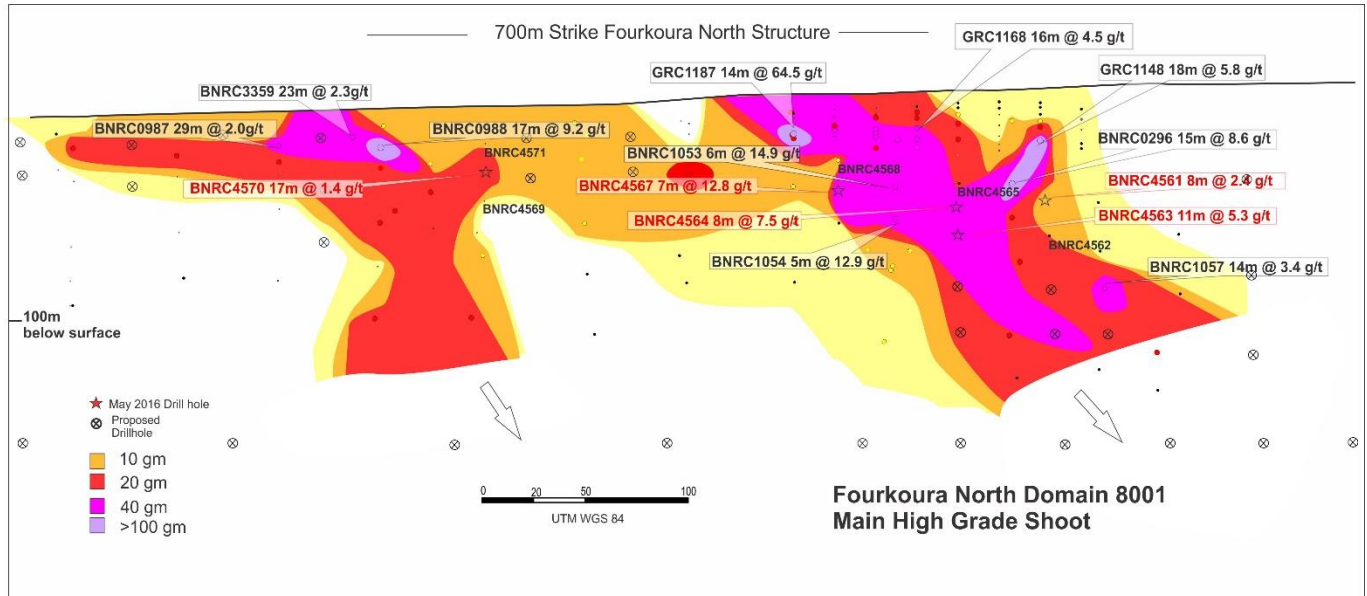 700m Strike Fourkoura North Structure
GRC1168 16m @ 4.5 g/t
GRC1187 14m @ 64.5 g/t
GRC1148 18m @ 5.8 g/t
BNRC3359 23m @ 2.3g/t
BNRC0987 29m @ 2.0g/t
BNRC0988 17m @ 9.2 g/t
BNRC0296 15m @ 8.6 g/t
BNRC4571
BNRC1053 6m @ 14.9 g/t
BNRC4568
BNRC4570 17m @ 1.4 g/t
BNRC4567 7m @ 12.8 g/t
BNRC4565
BNRC4561 8m @ 2.4 g/t
BNRC4569
BNRC4564 8m @ 7.5 g/t
BNRC4563 11m @ 5.3 g/t
BNRC4562
BNRC1054 5m @ 12.9 g/t
BNRC1057 14m @ 3.4 g/t
100m
below surface
May 2016 Drill hole
Proposed
Drillhole
10 gm
20 gm
40 gm
>100 gm
0 20 50 100
UTM WGS 84
Fourkoura North Domain 8001
Main High Grade Shoot